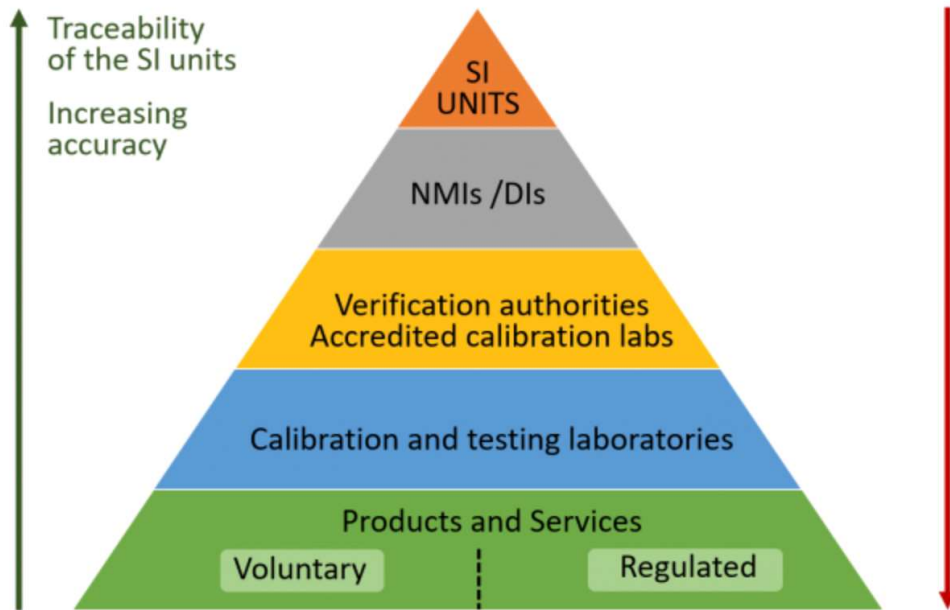 Traceability
of the SI units
Increasing
accuracy
SI
UNITS
NMIs /DIs
Verification authorities
Accredited calibration labs
Calibration and testing laboratories
Products and Services
Voluntary
Regulated